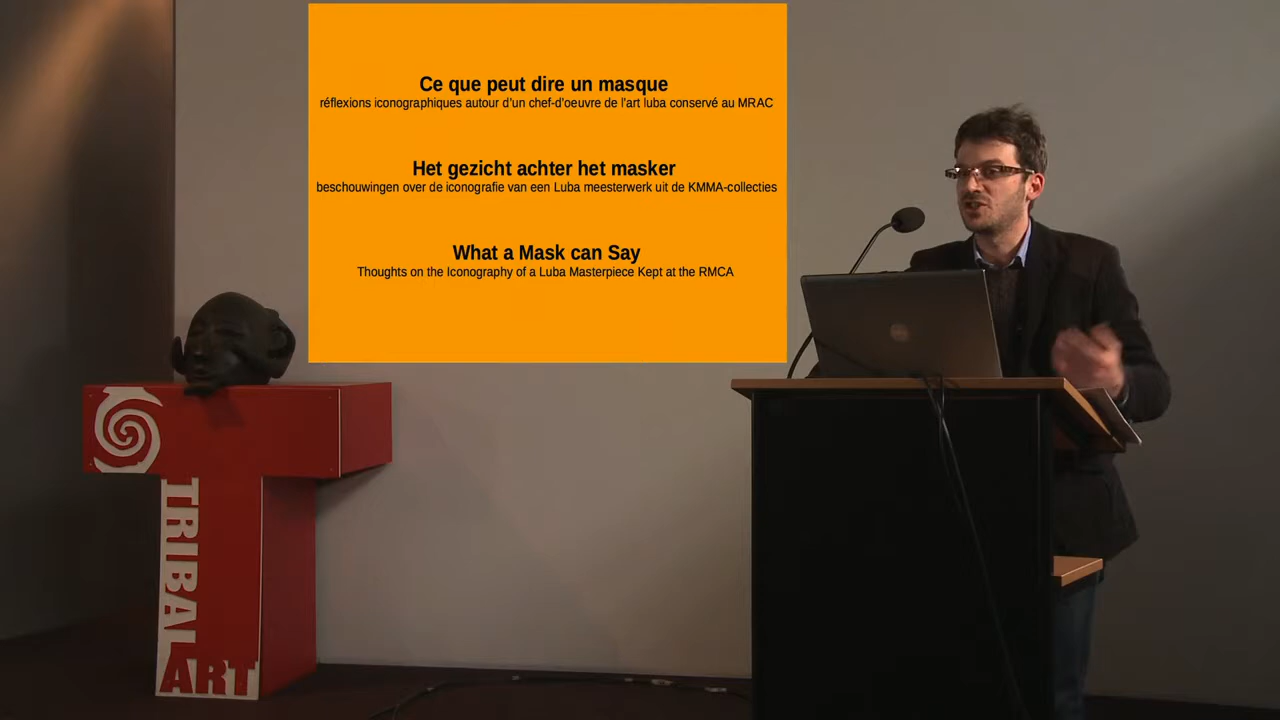 Ce que peut dire un masque
réflexions iconographiques autour d'un chef-d'oeuvre de l'art luba conservé au MRAC
Het gezicht achter het masker
beschouwingen over de iconografie van een Luba meesterwerk uit de KMMA-collecties
What a Mask can Say
Thoughts on the Iconography of a Luba Masterpiece Kept at the RMCA
TRIBAL
ART